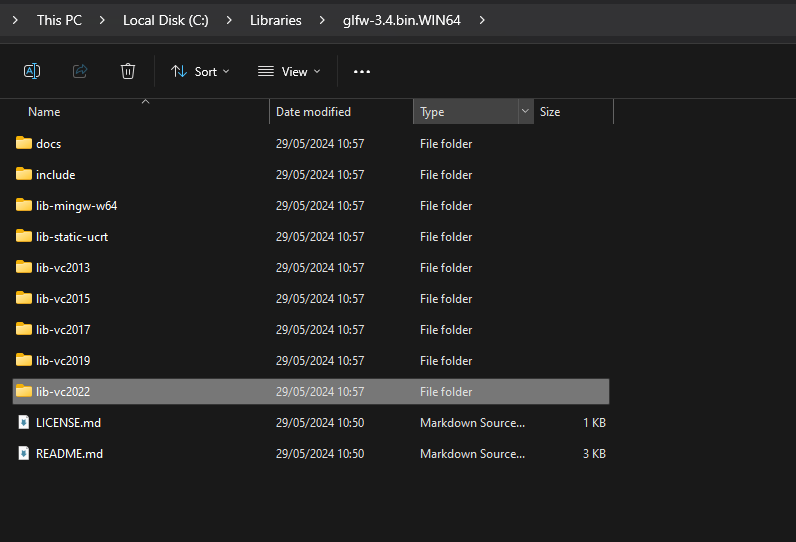 This PC Local Disk (C:) Libraries glfw-3.4.bin.WIN64
Sort View
Name Date modified Type Size
docs 29/05/2024 10:57 File folder
include 29/05/2024 10:57 File folder
lib-mingw-w64 29/05/2024 10:57 File folder
lib-static-ucrt 29/05/2024 10:57 File folder
lib-vc2013 29/05/2024 10:57 File folder
lib-vc2015 29/05/2024 10:57 File folder
lib-vc2017 29/05/2024 10:57 File folder
lib-vc2019 29/05/2024 10:57 File folder
lib-vc2022 29/05/2024 10:57 File folder
LICENSE.md 29/05/2024 10:50 Markdown Source... 1 KB
README.md 29/05/2024 10:50 Markdown Source... 3 KB